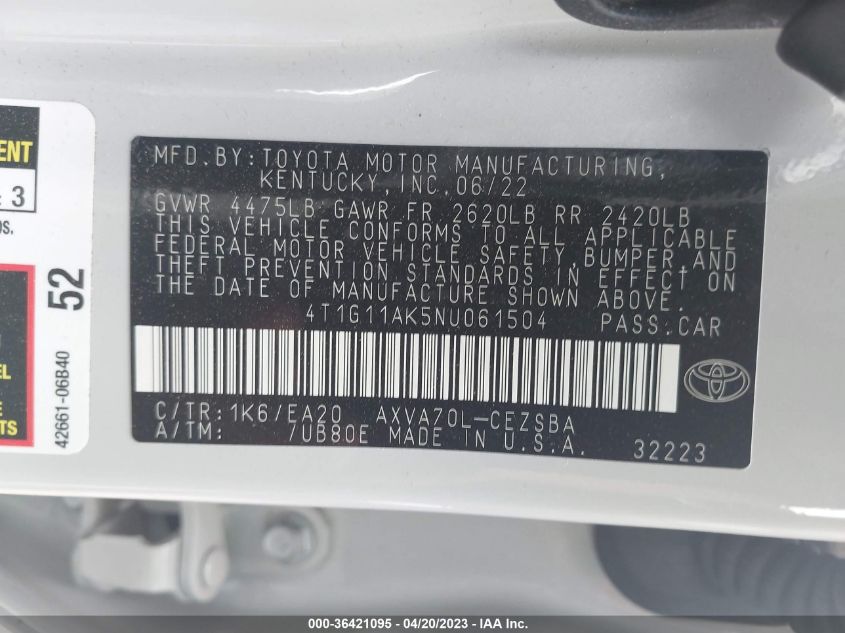 MFD.BY:TOYOTA MOTOR MANUFACTURING,
KENTUCKY,INC.06/22
GVWR 4475LB GAWR FR 2620LB RR 2420LB
THIS VEHICLE CONFORMS TO ALL APPLICABLE
FEDERAL MOTOR VEHICLE SAFETY,BUMPER,AND
THEFT PREVENTION STANDARDS IN EFFECT ON
THE DATE OF MANUFACTURE SHOWN ABOVE.
4T1G11AK5NU061504 PASS.CAR
C/TR:1K6/EA20 AXVA70L-CEZSBA
A/TM: 7UB80E MADE IN U.S.A.
32223
ENT
: 3
52
42661-06B40
EL
E
TS
000-36421095 - 04/20/2023 - IAA Inc.